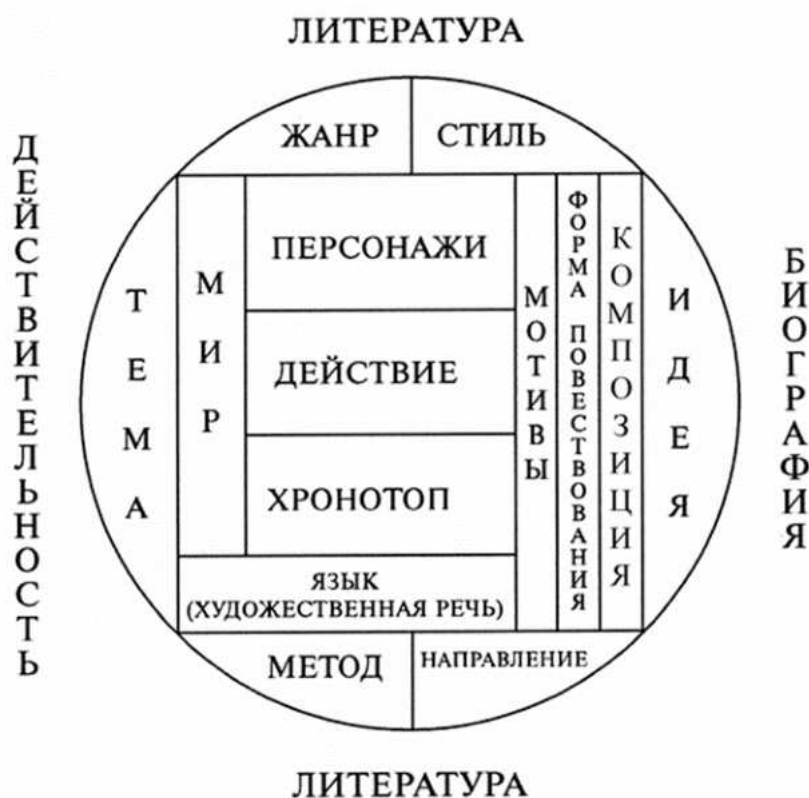 ЛИТЕРАТУРА
ЖАНР
СТИЛЬ
ДЕЙСТВИТЕЛЬНОСТЬ
ТЕМА
МИР
ПЕРСОНАЖИ
ДЕЙСТВИЕ
ХРОНОТОП
ЯЗЫК
(ХУДОЖЕСТВЕННАЯ РЕЧЬ)
МОТИВЫ
ФОРМА ПОВЕСТВОВАНИЯ
КОМПОЗИЦИЯ
ИДЕЯ
БИОГРАФИЯ
МЕТОД
НАПРАВЛЕНИЕ
ЛИТЕРАТУРА